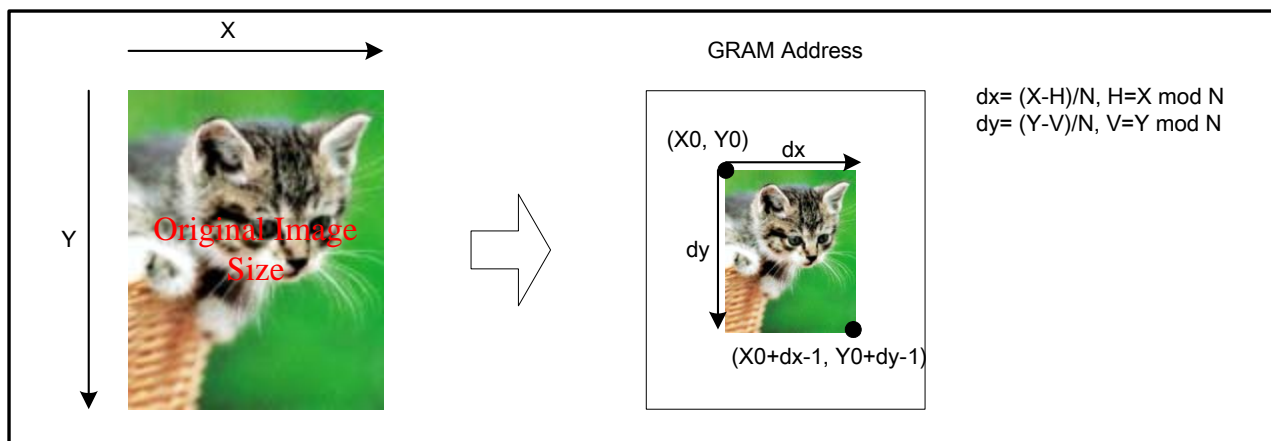 X
GRAM Address
dx= (X-H)/N, H=X mod N
dy= (Y-V)/N, V=Y mod N
(X0, Y0)
dx
Y
Original Image
Size
dy
(X0+dx-1, Y0+dy-1)